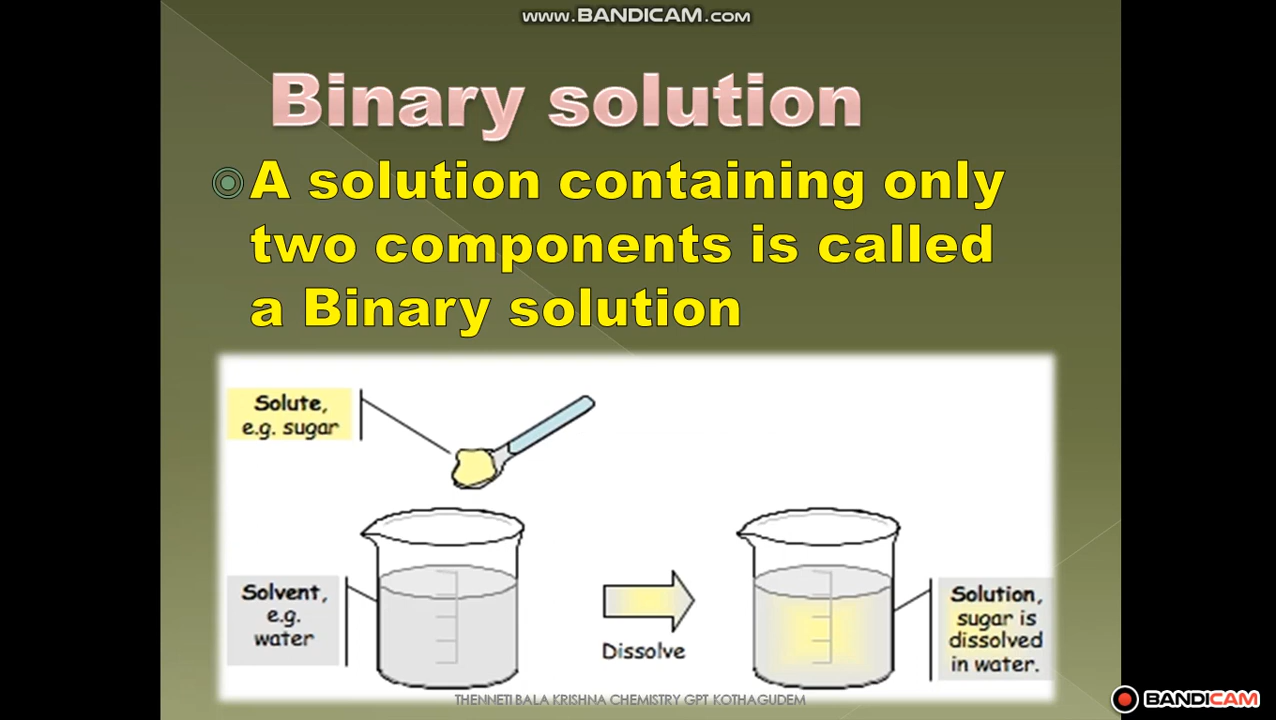 www.BANDICAM.com
Binary solution
A solution containing only
two components is called
a Binary solution
Solute,
e.g. sugar
Solvent,
e.g.
water
Dissolve
Solution,
sugar is
dissolved
in water.
THENNETI BALA KRISHNA CHEMISTRY GPT KOTHAGUDEM
BANDICAM